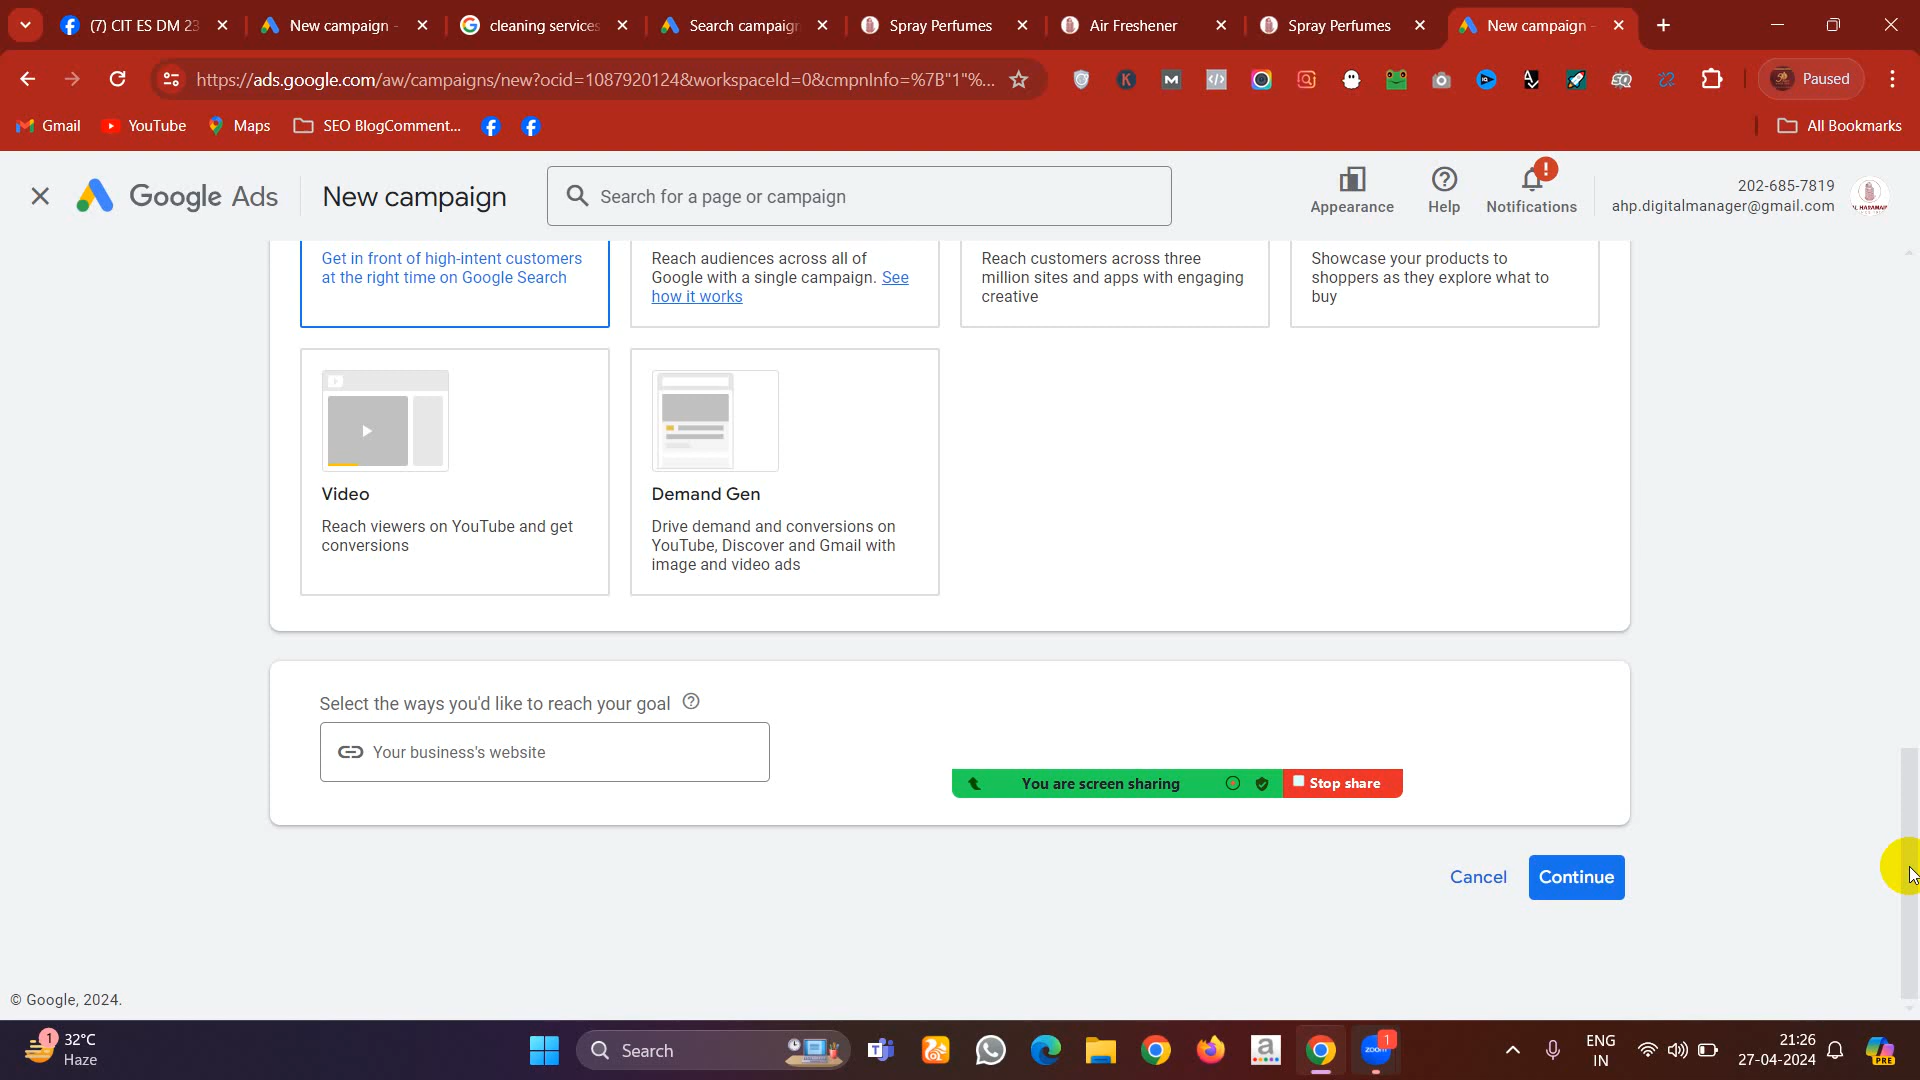 (7) CIT ES DM 23
New campaign -
cleaning services
Search campaign
Spray Perfumes
Air Freshener
Spray Perfumes
New campaign -
https://ads.google.com/aw/campaigns/new?ocid=1087920124&workspaceId=0&cmpnInfo=%7B"1"%...
Paused
Gmail
YouTube
Maps
SEO BlogComment...
All Bookmarks
Google Ads
New campaign
Search for a page or campaign
Appearance
Help
Notifications
202-685-7819
ahp.digitalmanager@gmail.com
Get in front of high-intent customers
at the right time on Google Search
Reach audiences across all of
Google with a single campaign. See
how it works
Reach customers across three
million sites and apps with engaging
creative
Showcase your products to
shoppers as they explore what to
buy
Video
Reach viewers on YouTube and get
conversions
Demand Gen
Drive demand and conversions on
YouTube, Discover and Gmail with
image and video ads
Select the ways you'd like to reach your goal
Your business's website
You are screen sharing
Stop share
Cancel
Continue
© Google, 2024.
1
32°C
Haze
Search
zoom
1
ENG
IN
21:26
27-04-2024
PRE